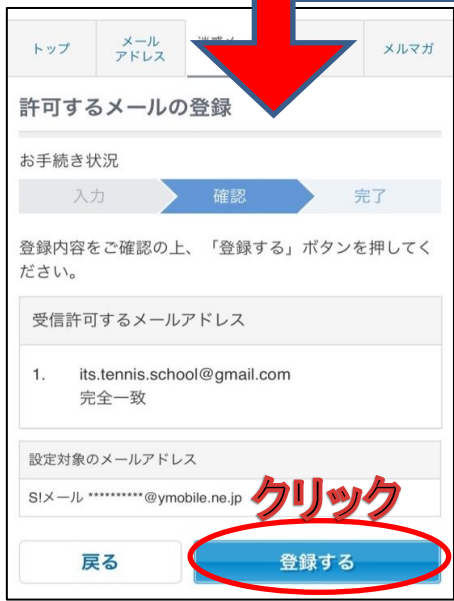 トップ
メール
アドレス
メルマガ
許可するメールの登録
お手続き状況
入力
確認
完了
登録内容をご確認の上、「登録する」ボタンを押してく
ださい。
受信許可するメールアドレス
1. its.tennis.school@gmail.com
完全一致
設定対象のメールアドレス
S!メール **********@ymobile.ne.jp
クリック
戻る
登録する